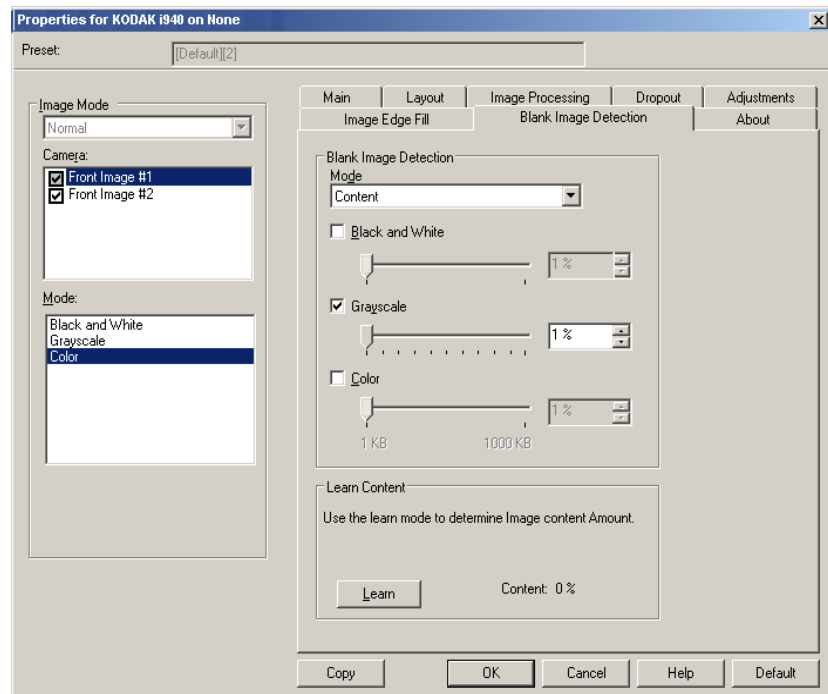 Properties for KODAK i940 on None
Preset: [Default][2]
Image Mode
Normal
Camera:
Front Image #1
Front Image #2
Mode:
Black and White
Grayscale
Color
Main Layout Image Processing Dropout Adjustments
Image Edge Fill Blank Image Detection About
Blank Image Detection
Mode
Content
Black and White
1 %
Grayscale
1 %
Color
1 %
1 KB 1000 KB
Learn Content
Use the learn mode to determine Image content Amount.
Learn Content: 0 %
Copy OK Cancel Help Default